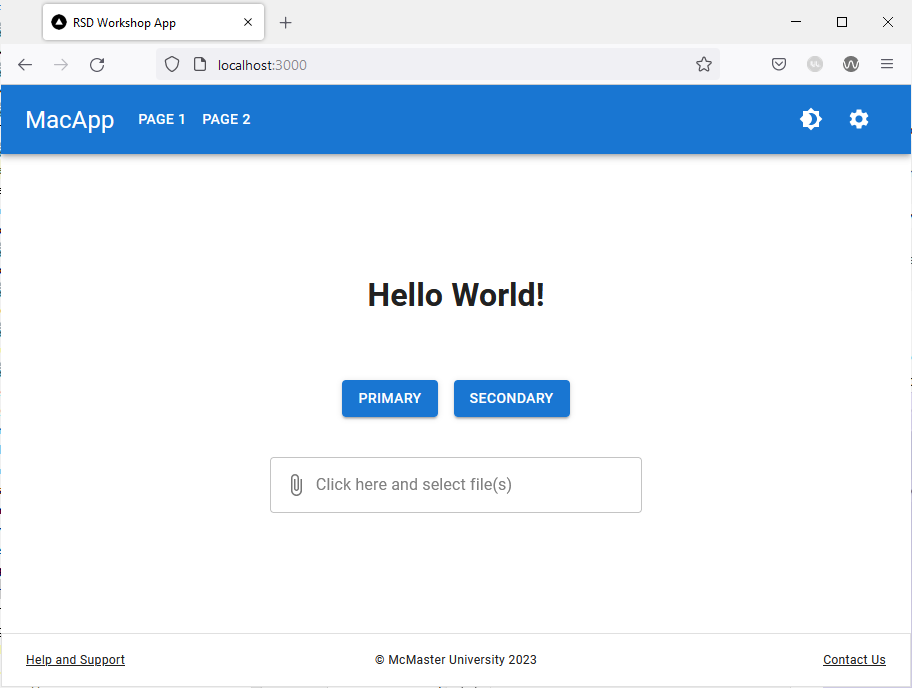 RSD Workshop App
localhost:3000
MacApp PAGE 1 PAGE 2
Hello World!
PRIMARY SECONDARY
Click here and select file(s)
Help and Support © McMaster University 2023 Contact Us